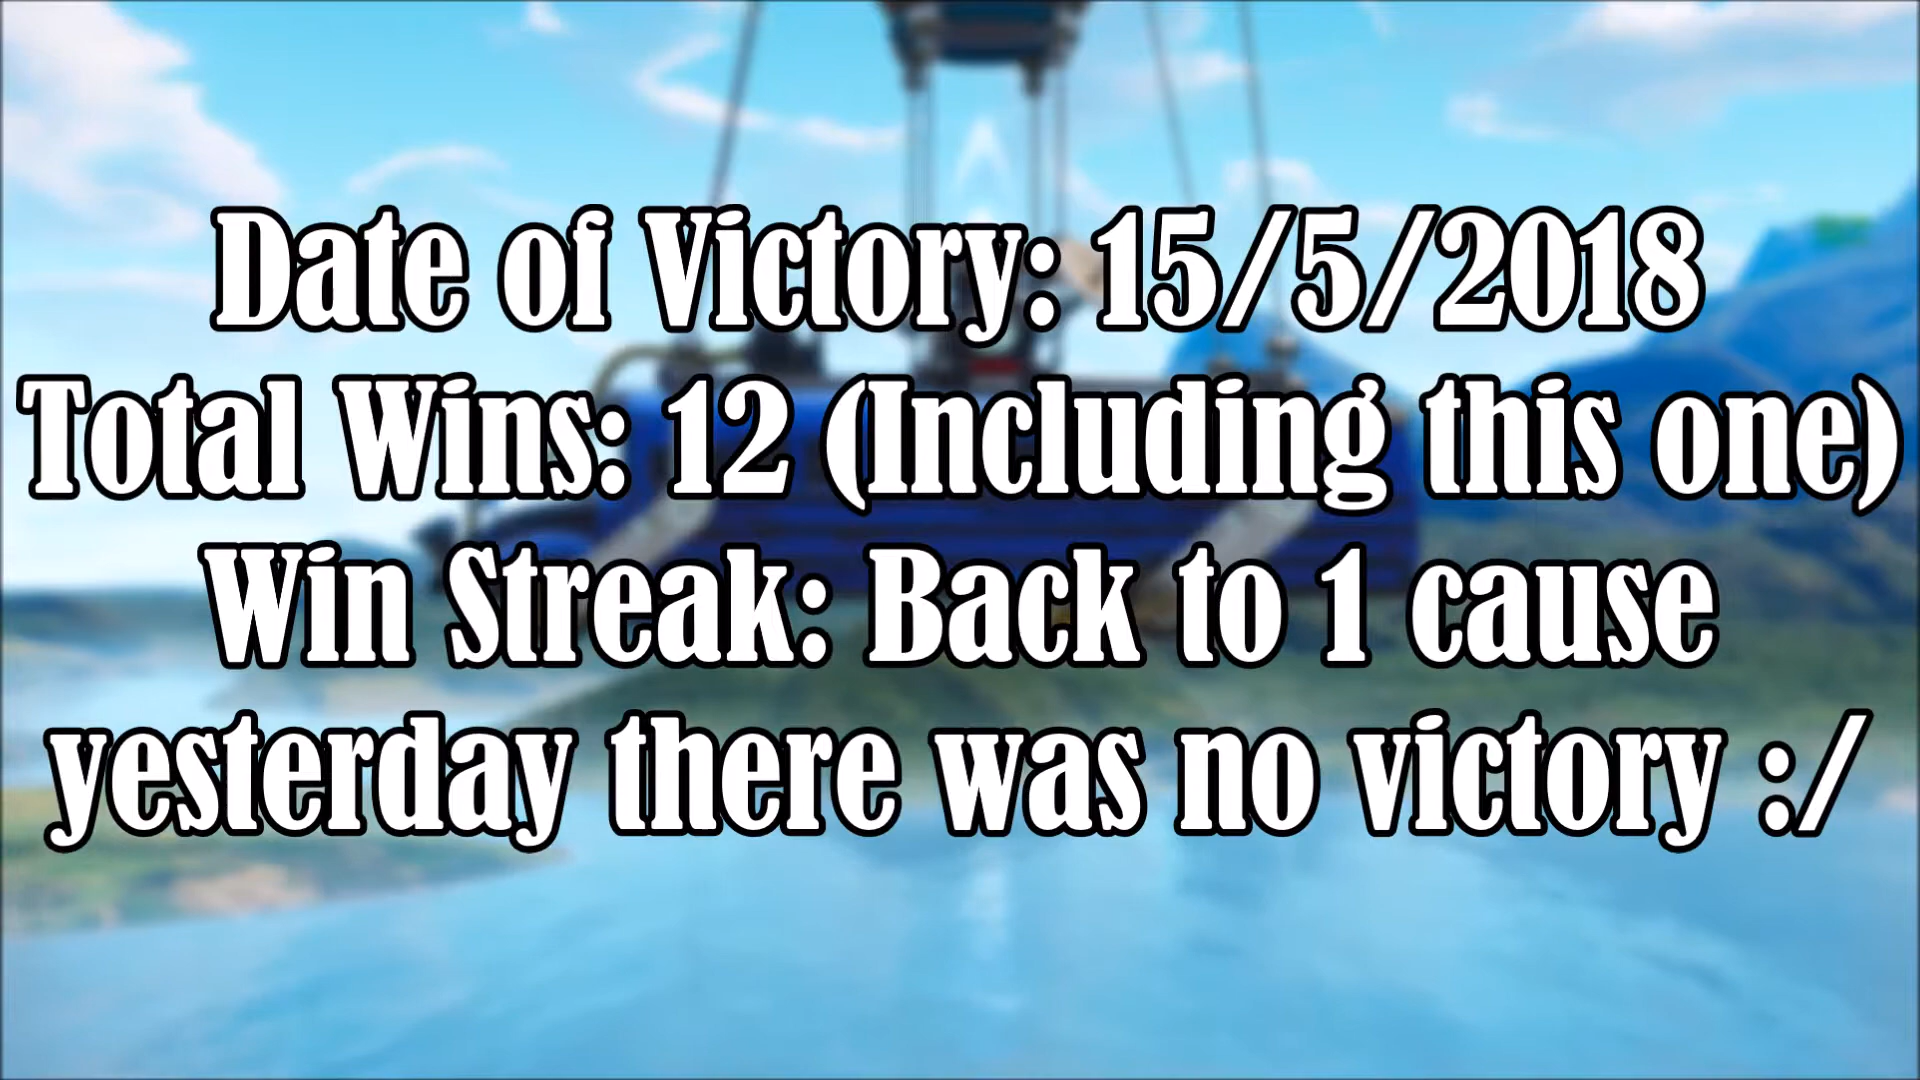 Date of Victory: 15/5/2018
Total Wins: 12 (Including this one)
Win Streak: Back to 1 cause
yesterday there was no victory :/